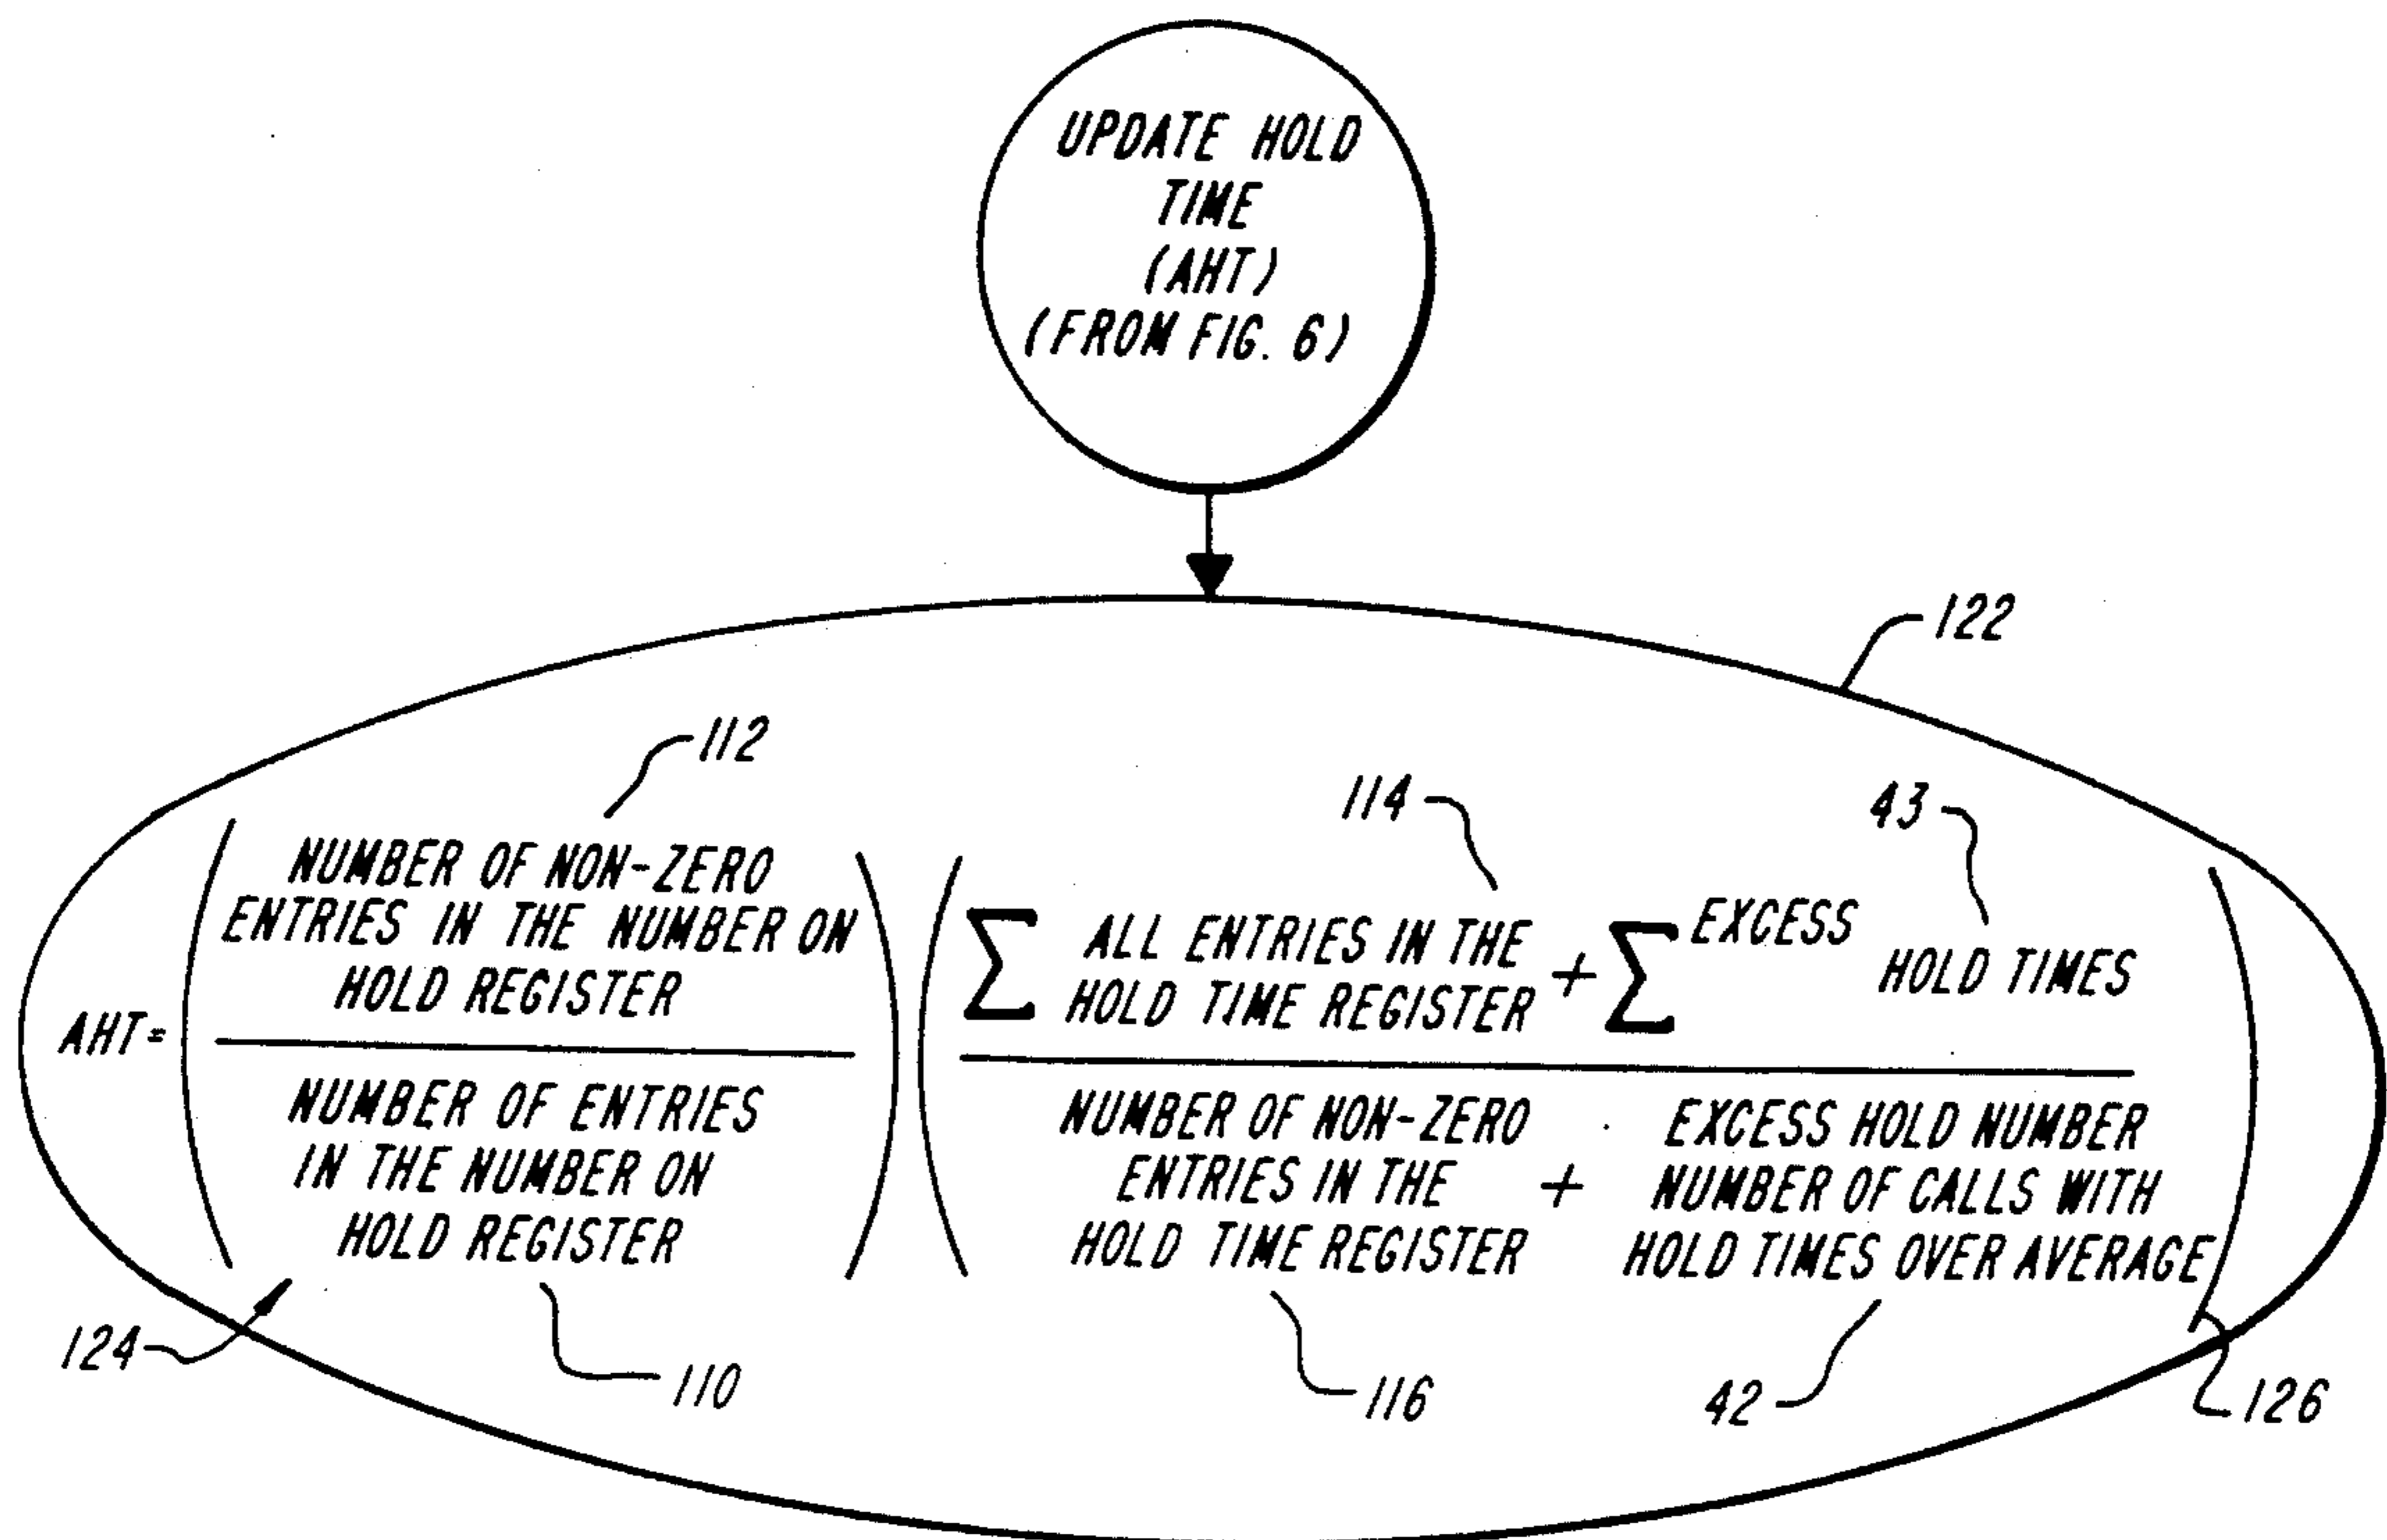 UPDATE HOLD
TIME
(AHT)
(FROM FIG. 6)
122
112
114
43
NUMBER OF NON-ZERO
ENTRIES IN THE NUMBER ON
HOLD REGISTER
∑ ALL ENTRIES IN THE
HOLD TIME REGISTER
+ ∑ EXCESS
HOLD TIMES
AHT=
NUMBER OF ENTRIES
IN THE NUMBER ON
HOLD REGISTER
NUMBER OF NON-ZERO
ENTRIES IN THE
HOLD TIME REGISTER
+
EXCESS HOLD NUMBER
NUMBER OF CALLS WITH
HOLD TIMES OVER AVERAGE
124
110
116
42
126